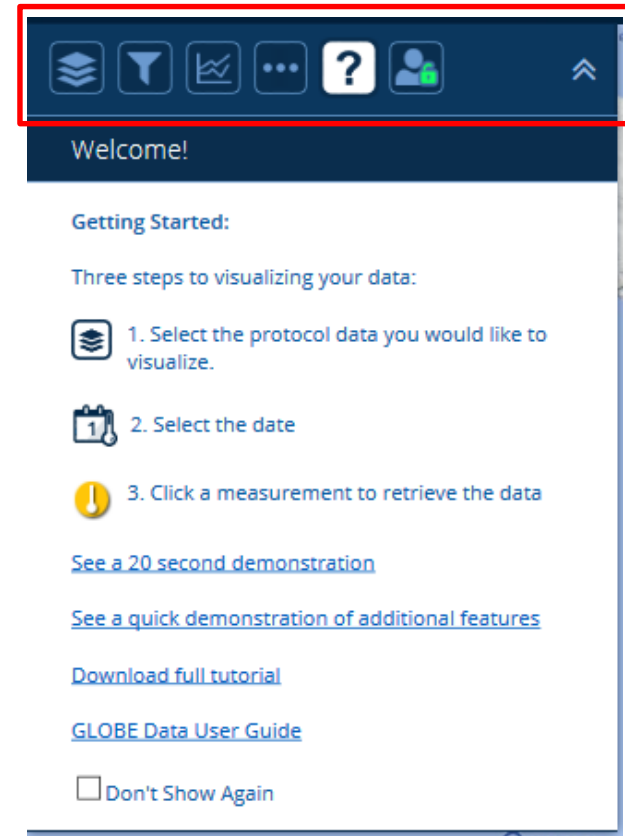 ?
Welcome!
Getting Started:
Three steps to visualizing your data:
1. Select the protocol data you would like to
visualize.
1
2. Select the date
3. Click a measurement to retrieve the data
See a 20 second demonstration
See a quick demonstration of additional features
Download full tutorial
GLOBE Data User Guide
Don't Show Again